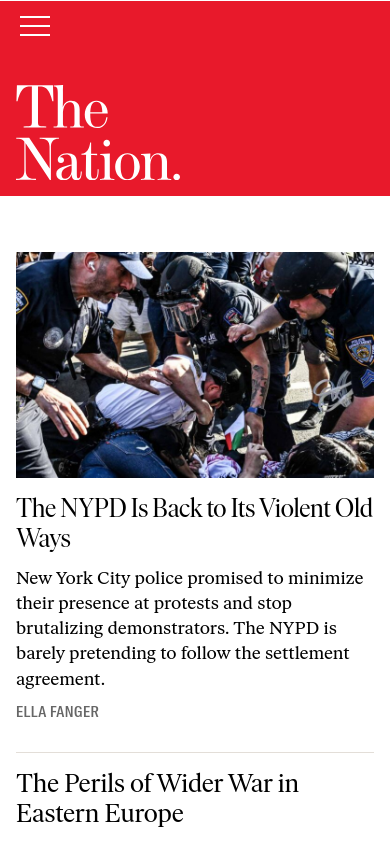 The
Nation.
The NYPD Is Back to Its Violent Old
Ways
New York City police promised to minimize
their presence at protests and stop
brutalizing demonstrators. The NYPD is
barely pretending to follow the settlement
agreement.
ELLA FANGER
The Perils of Wider War in
Eastern Europe